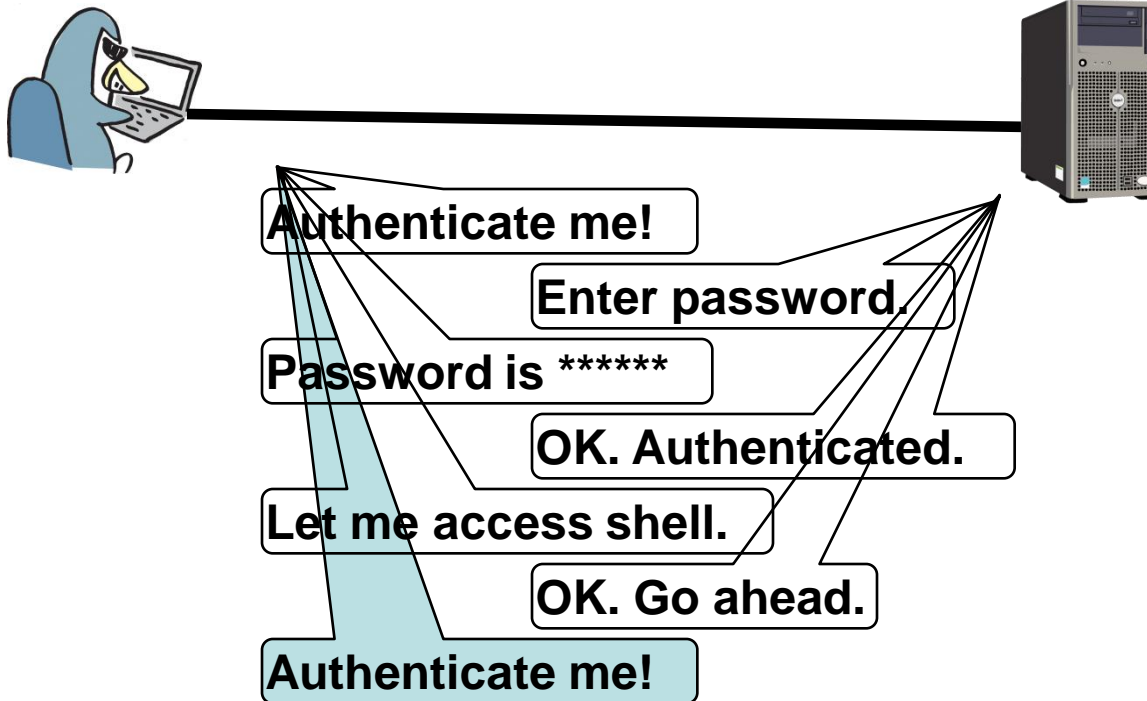 Authenticate me!
Enter password.
Password is ******
OK. Authenticated.
Let me access shell.
OK. Go ahead.
Authenticate me!